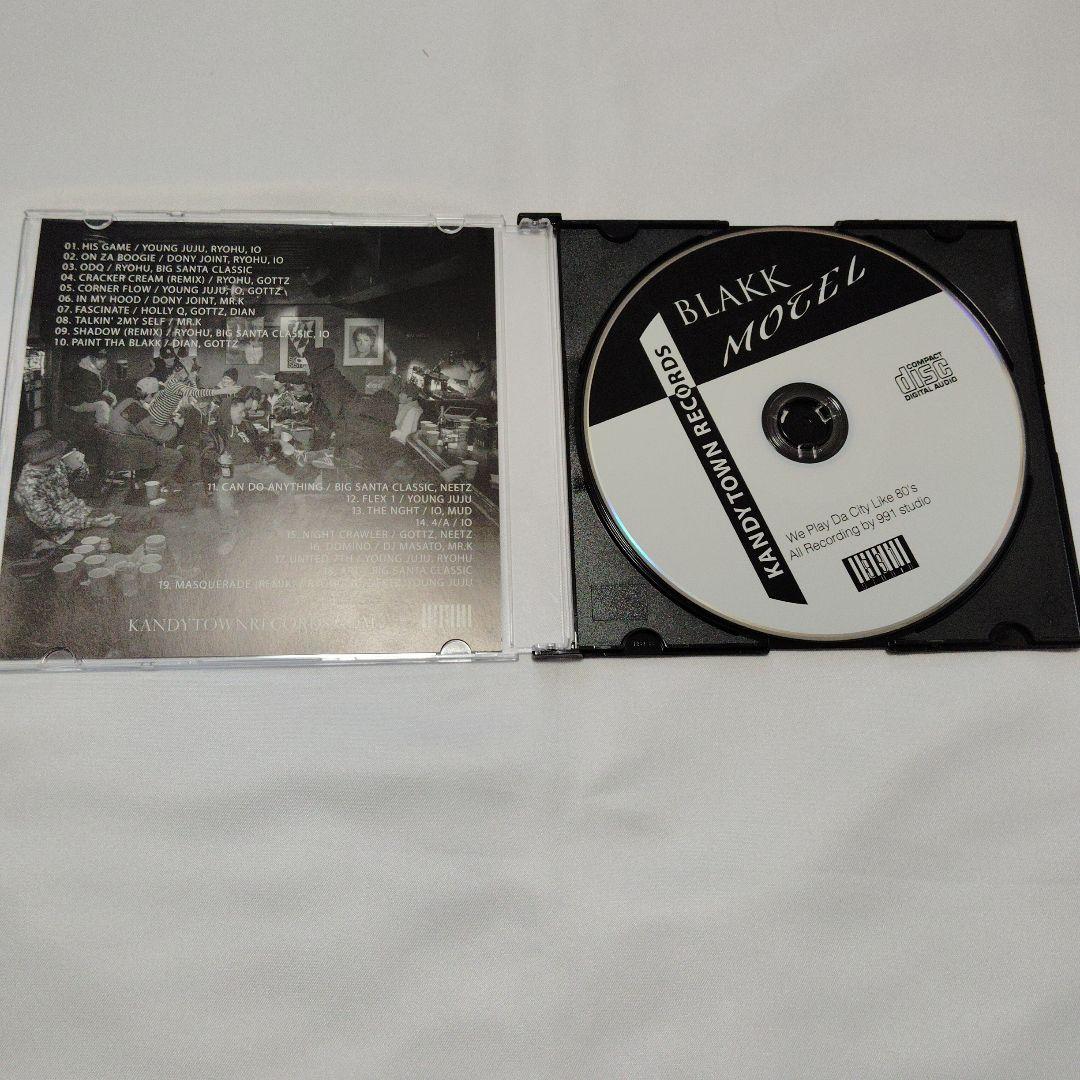 01. HIS GAME / YOUNG JUJU, RYOHU, IO
02. ON ZA BOOGIE / DONY JOINT, RYOHU, IO
03. ODQ / RYOHU, BIG SANTA CLASSIC
04. CRACKER CREAM (REMIX) / RYOHU, GOTTZ
05. CORNER FLOW / YOUNG JUJU, IO, GOTTZ
06. IN MY HOOD / DONY JOINT, MR.K
07. FASCINATE / HOLLY Q, GOTTZ, DIAN
08. TALKIN' 2MY SELF / MR.K
09. SHADOW (REMIX) / RYOHU, BIG SANTA CLASSIC, IO
10. PAINT THA BLAKK / DIAN, GOTTZ
11. CAN DO ANYTHING / BIG SANTA CLASSIC, NEETZ
12. FLEX 1 / YOUNG JUJU
13. THE NGHT / IO, MUD
14. 4/A / IO
15. NIGHT CRAWLER / GOTTZ, NEETZ
16. DOMINO / DJ MASATO, MR.K
YOUNG JUJU, RYOHU
BIG SANTA CLASSIC
19. MASQUERADE (REMIX) / YOUNG JUJU
KANDYTOWNRECORDS.COM
BLAKK
MOTEL
KANDYTOWN RECORDS
COMPACT
disc
DIGITAL AUDIO
We Play Da City Like 80's
All Recording by 991 studio